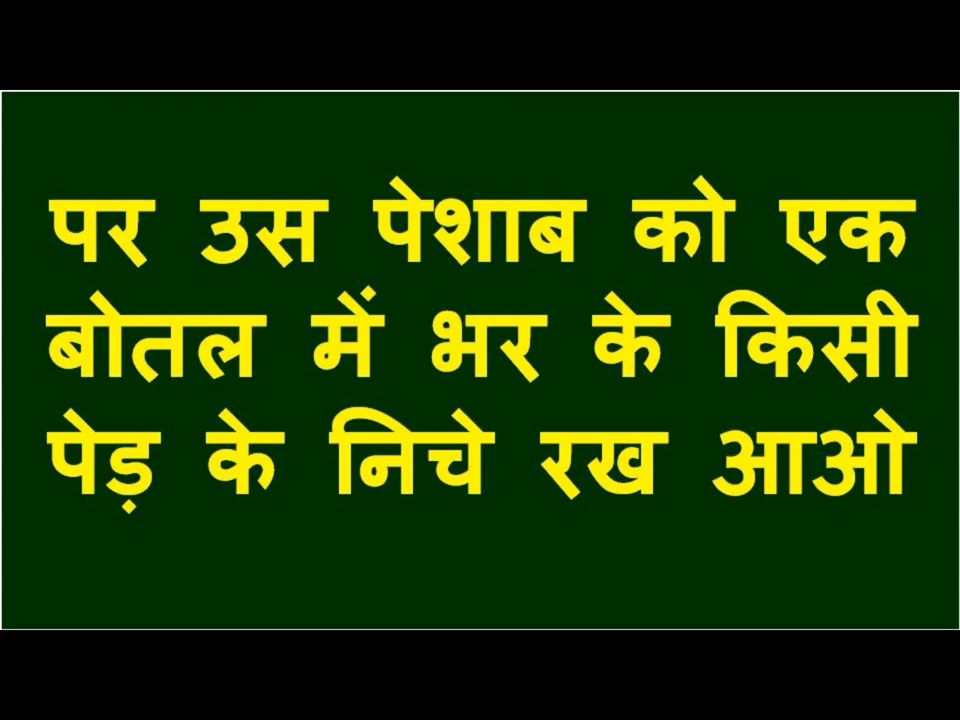 पर उस पेशाब को एक
बोतल में भर के किसी
पेड़ के निचे रख आओ